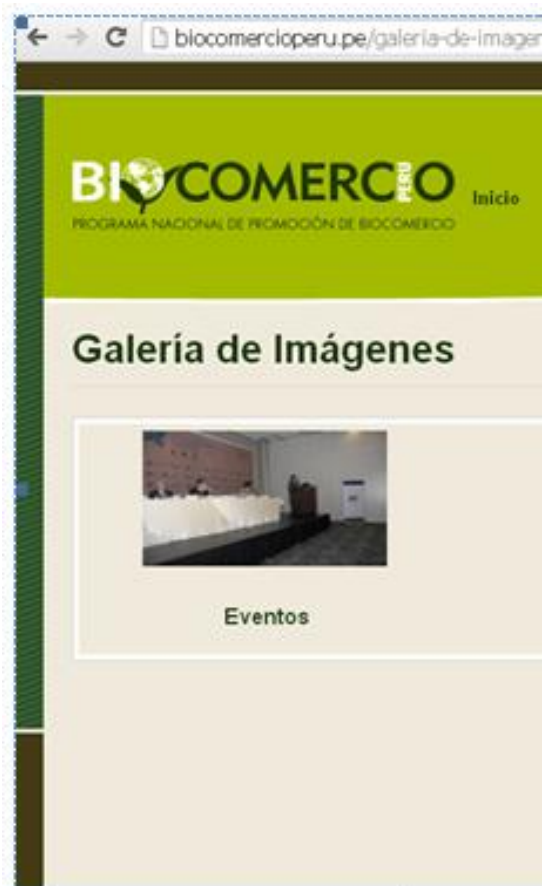 biocomercioperu.pe/galeria-de-imagen
BIOCOMERCIO PERU
Inicio
PROGRAMA NACIONAL DE PROMOCIÓN DE BIOCOMERCIO
Galería de Imágenes
Eventos